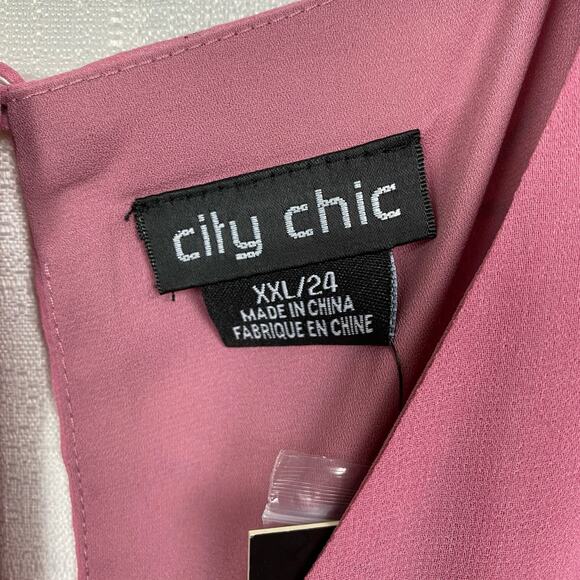 city chic
XXL/24
MADE IN CHINA
FABRIQUE EN CHINE